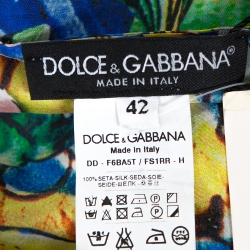 DOLCE & GABBANA®
MADE IN ITALY
42
DOLCE & GABBANA
Made in Italy
DD - F6BA5T / FS1RR - H
100% SETA-SILK-SEDA-SOIE
SEIDE-ШЕЛК -